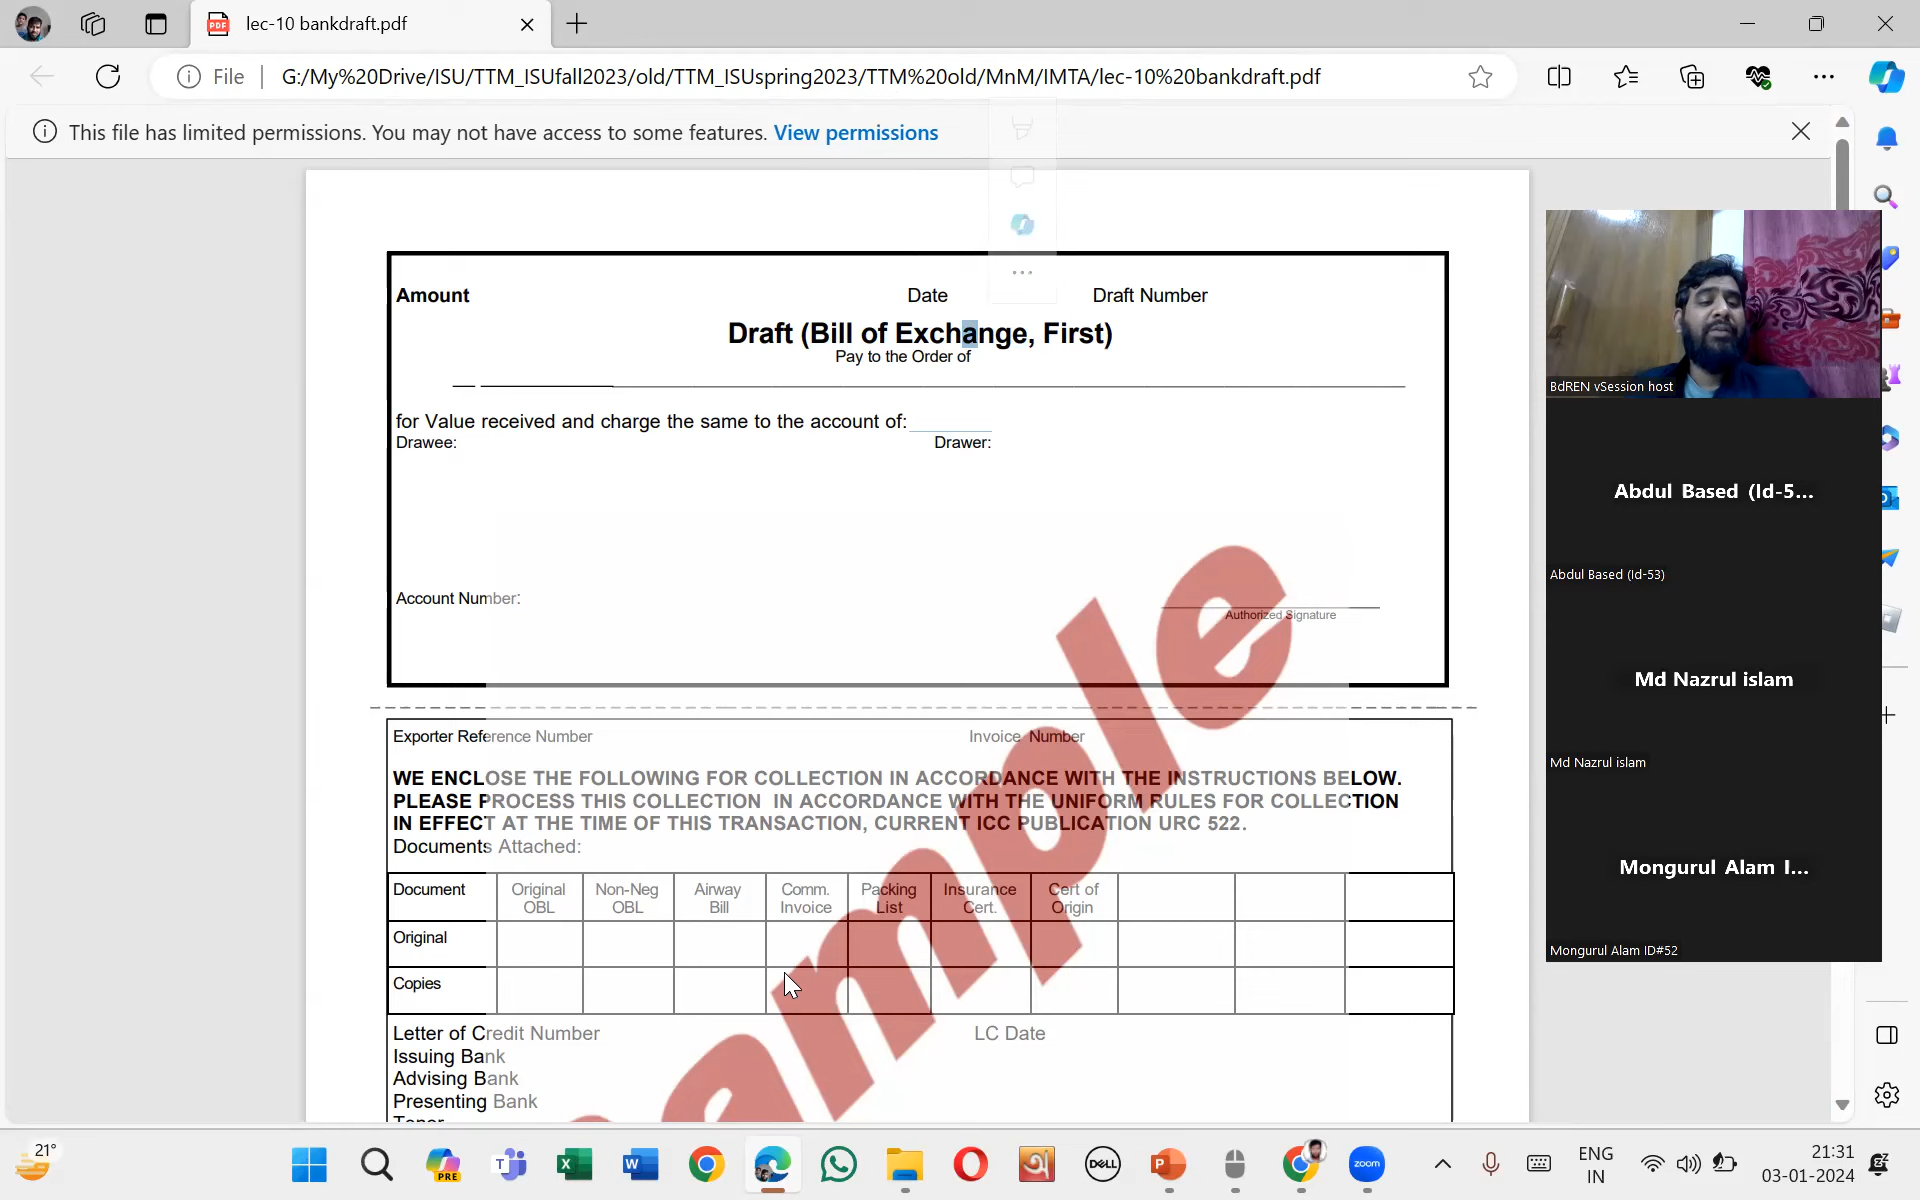 lec-10 bankdraft.pdf
File
G:/My%20Drive/ISU/TTM_ISUfall2023/old/TTM_ISUspring2023/TTM%20old/MnM/IMTA/lec-10%20bankdraft.pdf
This file has limited permissions. You may not have access to some features. View permissions
Amount Date Draft Number
Draft (Bill of Exchange, First)
Pay to the Order of
for Value received and charge the same to the account of:
Drawee: Drawer:
Account Number:
Authorized Signature
Exporter Reference Number Invoice Number
WE ENCLOSE THE FOLLOWING FOR COLLECTION IN ACCORDANCE WITH THE INSTRUCTIONS BELOW.
PLEASE PROCESS THIS COLLECTION IN ACCORDANCE WITH THE UNIFORM RULES FOR COLLECTION
IN EFFECT AT THE TIME OF THIS TRANSACTION, CURRENT ICC PUBLICATION URC 522.
Documents Attached:
Document Original OBL Non-Neg OBL Airway Bill Comm. Invoice Packing List Insurance Cert. Cert of Origin
Original
Copies
Letter of Credit Number LC Date
Issuing Bank
Advising Bank
Presenting Bank
ample
BdREN vSession host
Abdul Based (Id-5...
Abdul Based (Id-53)
Md Nazrul islam
Md Nazrul islam
Mongurul Alam I...
Mongurul Alam ID#52
21°
PRE
DELL
zoom
ENG
IN
21:31
03-01-2024